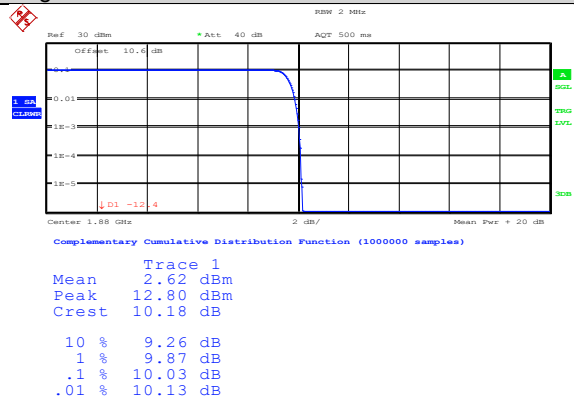 RBW 2 MHz
Ref 30 dBm *Att 40 dB AQT 500 ms
Offset 10.6 dB
0.1
0.01
1E-3
1E-4
1E-5
1 SA
CLRWR
A
SGL
TRG
LVL
3DB
D1 -12.4
Center 1.88 GHz 2 dB/ Mean Pwr + 20 dB
Complementary Cumulative Distribution Function (1000000 samples)
Trace 1
Mean 2.62 dBm
Peak 12.80 dBm
Crest 10.18 dB
10 % 9.26 dB
1 % 9.87 dB
.1 % 10.03 dB
.01 % 10.13 dB